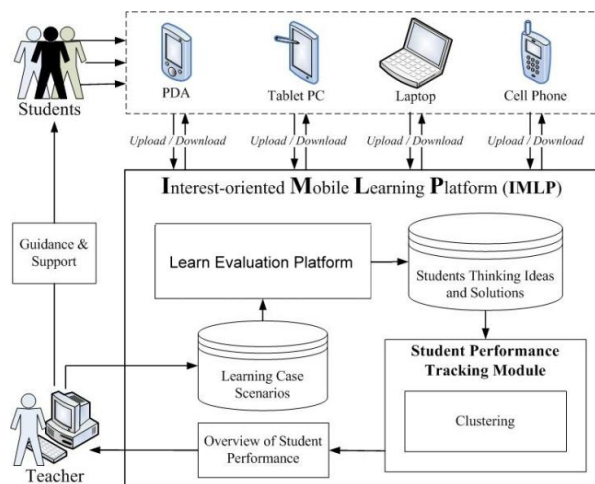 Students
PDA
Tablet PC
Laptop
Cell Phone
Upload / Download
Upload / Download
Upload / Download
Upload / Download
Interest-oriented Mobile Learning Platform (IMLP)
Guidance &
Support
Learn Evaluation Platform
Students Thinking Ideas
and Solutions
Learning Case
Scenarios
Student Performance
Tracking Module
Clustering
Overview of Student
Performance
Teacher